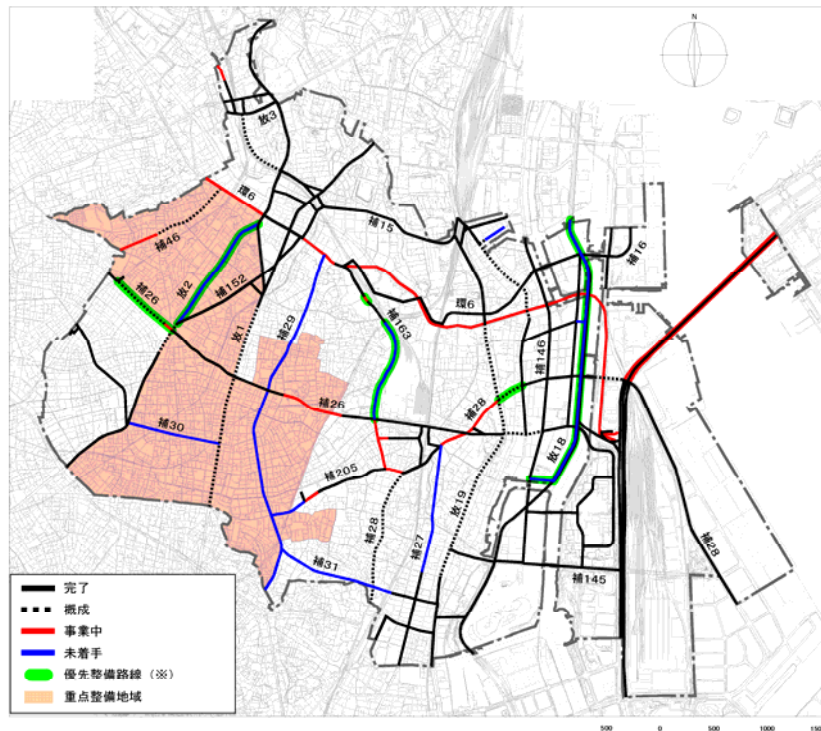 N
放3
環6
補15
補46
補16
補26
放2
補152
補29
環6
放1
補163
補146
補26
補28
補30
放18
補205
放19
補28
補27
補28
補31
補145
完了
概成
事業中
未着手
優先整備路線（※）
重点整備地域
500 0 500 1000 150